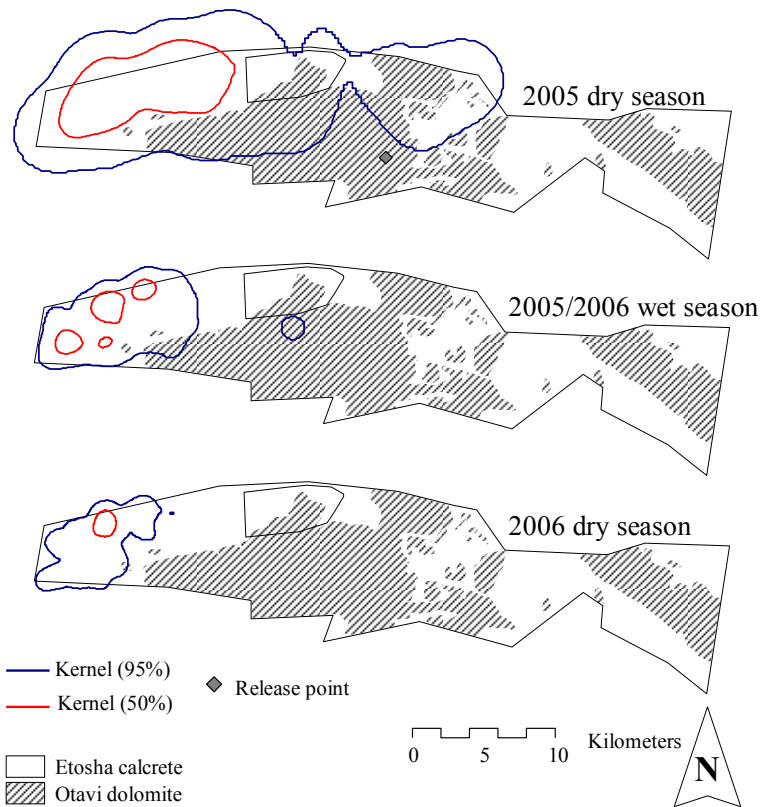 2005 dry season
2005/2006 wet season
2006 dry season
Kernel (95%)
Kernel (50%)
Release point
Etosha calcrete
Otavi dolomite
0 5 10
Kilometers
N